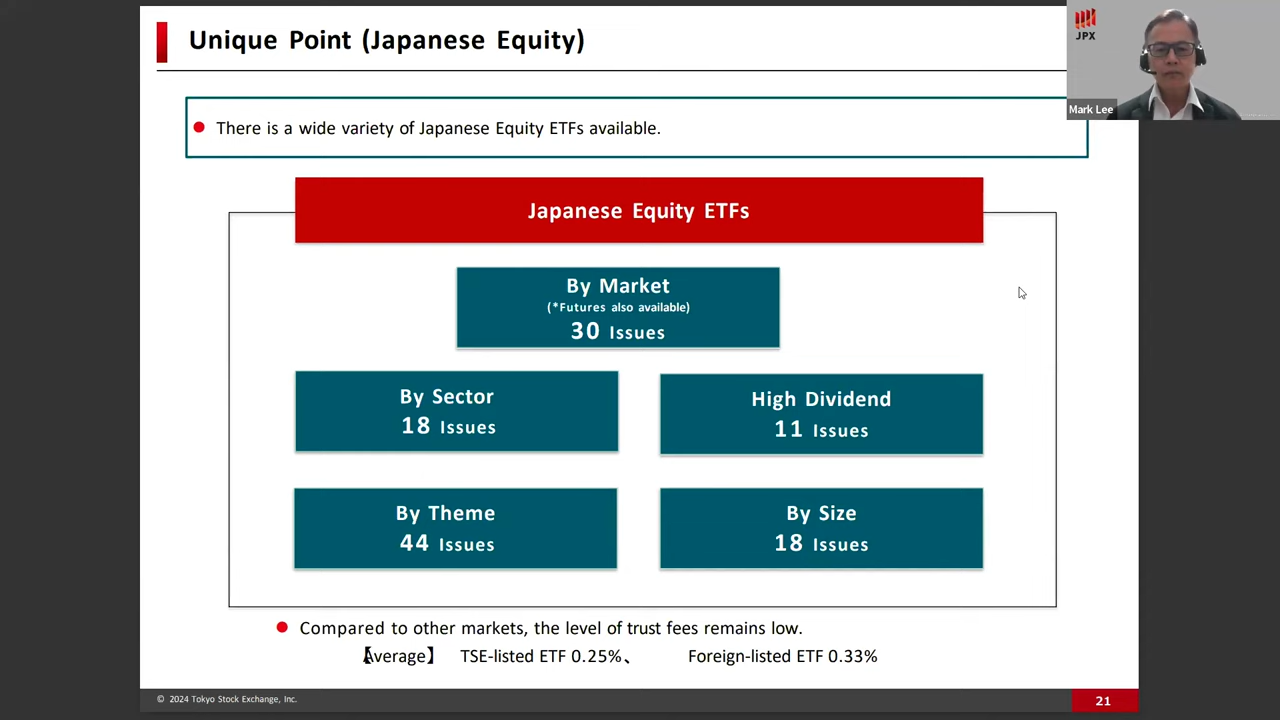 Unique Point (Japanese Equity)
JPX
Mark Lee
There is a wide variety of Japanese Equity ETFs available.
Japanese Equity ETFs
By Market
(*Futures also available)
30 Issues
By Sector
18 Issues
High Dividend
11 Issues
By Theme
44 Issues
By Size
18 Issues
Compared to other markets, the level of trust fees remains low.
【Average】 TSE-listed ETF 0.25%、 Foreign-listed ETF 0.33%
© 2024 Tokyo Stock Exchange, Inc.
21